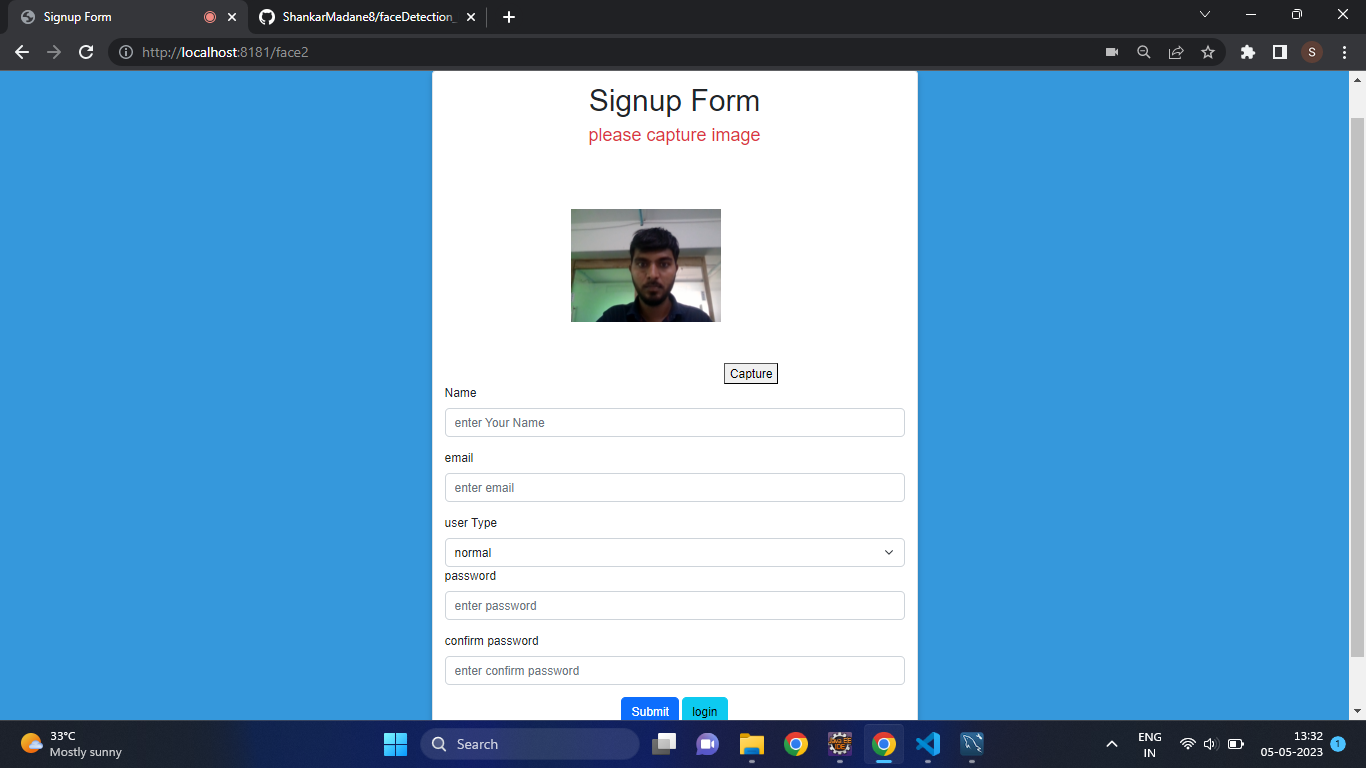 Signup Form
ShankarMadane8/faceDetection_
http://localhost:8181/face2
S
Signup Form
please capture image
Capture
Name
enter Your Name
email
enter email
user Type
normal
password
enter password
confirm password
enter confirm password
Submit login
33°C
Mostly sunny
Search
ENG
IN
13:32
05-05-2023
1